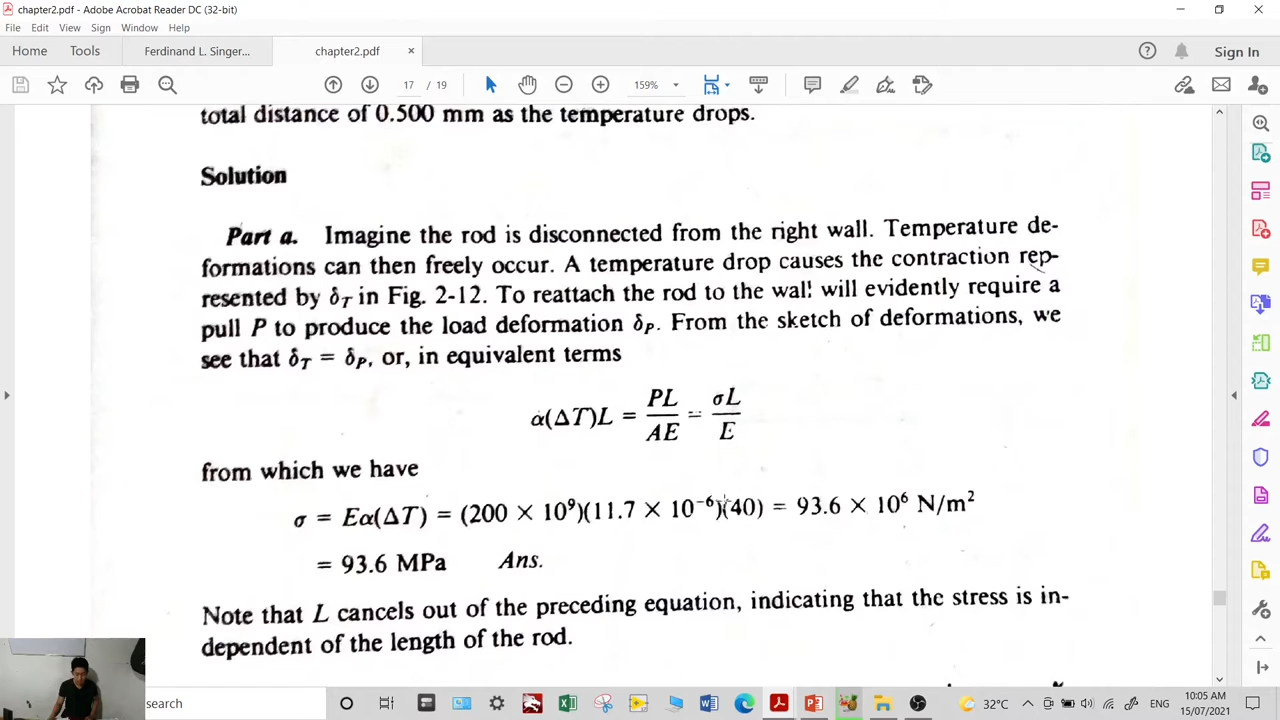 chapter2.pdf - Adobe Acrobat Reader DC (32-bit)
File Edit View Sign Window Help
Home Tools Ferdinand L. Singer... chapter2.pdf × Sign In
17 / 19 159%
total distance of 0.500 mm as the temperature drops.
Solution
Part a. Imagine the rod is disconnected from the right wall. Temperature de-
formations can then freely occur. A temperature drop causes the contraction rep-
resented by δT in Fig. 2-12. To reattach the rod to the wall will evidently require a
pull P to produce the load deformation δP. From the sketch of deformations, we
see that δT = δP, or, in equivalent terms
α(ΔT)L = PL/AE = σL/E
from which we have
σ = Eα(ΔT) = (200 × 10⁹)(11.7 × 10⁻⁶)(40) = 93.6 × 10⁶ N/m²
= 93.6 MPa Ans.
Note that L cancels out of the preceding equation, indicating that the stress is in-
dependent of the length of the rod.
search
32°C ENG 10:05 AM
15/07/2021